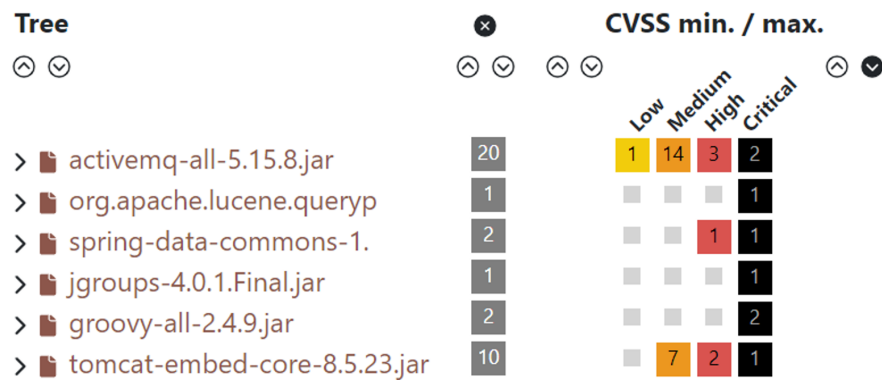 Tree CVSS min. / max.
Low Medium High Critical
activemq-all-5.15.8.jar 20 1 14 3 2
org.apache.lucene.queryp 1 1
spring-data-commons-1. 2 1 1
jgroups-4.0.1.Final.jar 1 1
groovy-all-2.4.9.jar 2 2
tomcat-embed-core-8.5.23.jar 10 7 2 1